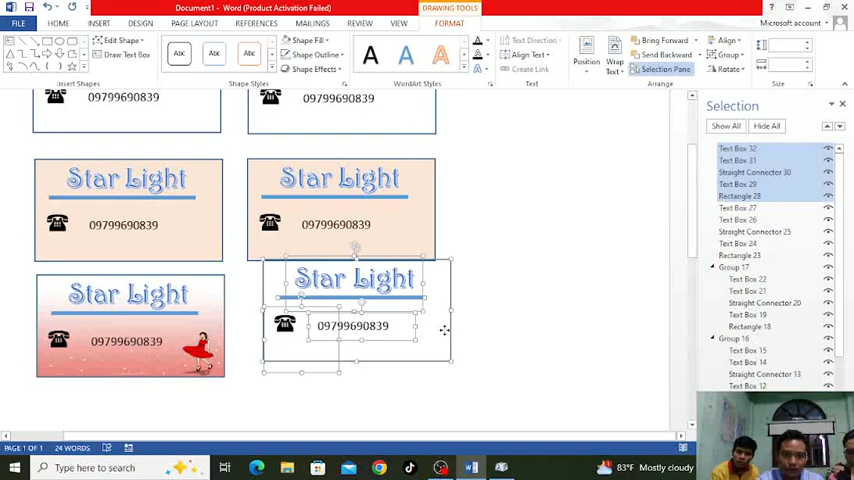 Document1 - Word (Product Activation Failed)
DRAWING TOOLS
FILE
HOME
INSERT
DESIGN
PAGE LAYOUT
REFERENCES
MAILINGS
REVIEW
VIEW
FORMAT
Microsoft account
Edit Shape
Draw Text Box
Insert Shapes
Abc
Abc
Abc
Shape Fill
Shape Outline
Shape Effects
Shape Styles
A
A
A
WordArt Styles
Text Direction
Align Text
Create Link
Text
Position
Wrap
Text
Bring Forward
Send Backward
Selection Pane
Align
Group
Rotate
Arrange
Size
Selection
Show All
Hide All
Text Box 32
Text Box 31
Straight Connector 30
Text Box 29
Rectangle 28
Text Box 27
Text Box 26
Straight Connector 25
Text Box 24
Rectangle 23
Group 17
Text Box 22
Text Box 21
Straight Connector 20
Text Box 19
Rectangle 18
Group 16
Text Box 15
Text Box 14
Straight Connector 13
Text Box 12
09799690839
09799690839
Star Light
09799690839
Star Light
09799690839
Star Light
09799690839
Star Light
09799690839
PAGE 1 OF 1
24 WORDS
Type here to search
83°F Mostly cloudy